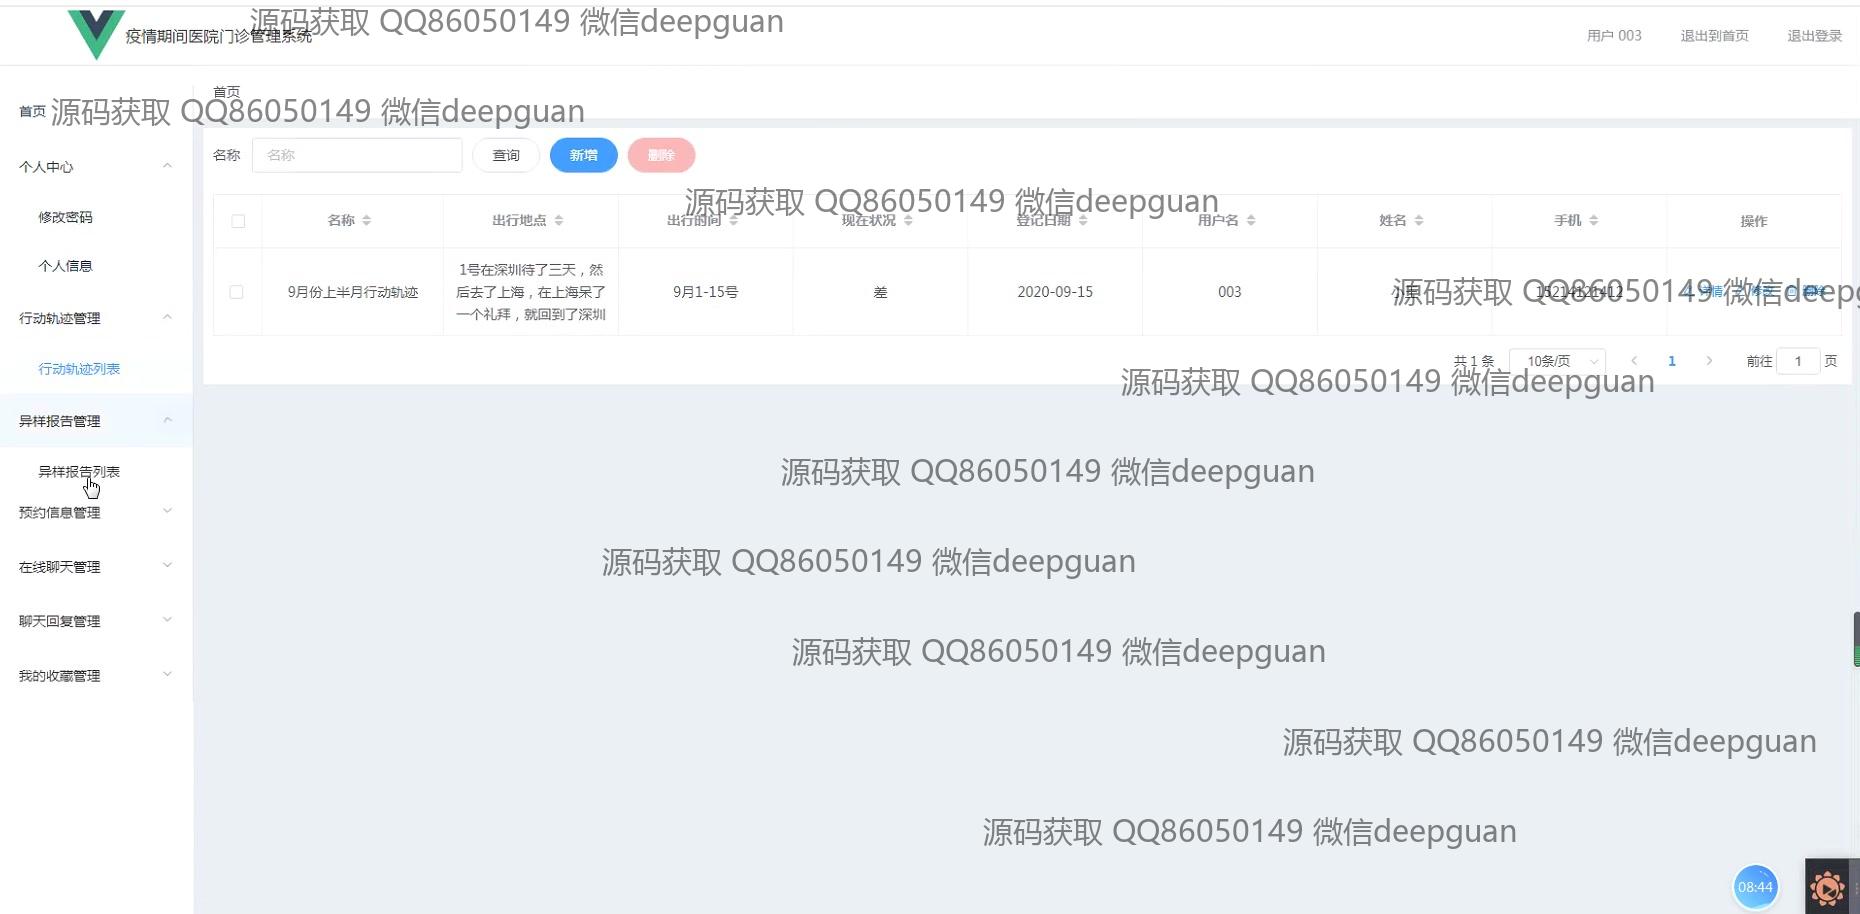 源码获取 QQ86050149 微信deepguan
疫情期间医院门诊管理系统
用户 003
退出到首页
退出登录
首页
首页
源码获取 QQ86050149 微信deepguan
个人中心
修改密码
个人信息
行动轨迹管理
行动轨迹列表
异样报告管理
异样报告列表
预约信息管理
在线聊天管理
聊天回复管理
我的收藏管理
名称 名称 查询 新增 删除
源码获取 QQ86050149 微信deepguan
名称 出行地点 出行时间 现在状况 登记日期 用户名 姓名 手机 操作
1号在深圳待了三天，然
后去了上海，在上海呆了
一个礼拜，就回到了深圳
9月份上半月行动轨迹 9月1-15号 差 2020-09-15 003 15214121412 详情 修改 删除
源码获取 QQ86050149 微信deepg
共 1 条 10条/页 1 前往 1 页
源码获取 QQ86050149 微信deepguan
源码获取 QQ86050149 微信deepguan
源码获取 QQ86050149 微信deepguan
源码获取 QQ86050149 微信deepguan
源码获取 QQ86050149 微信deepguan
源码获取 QQ86050149 微信deepguan
08:44